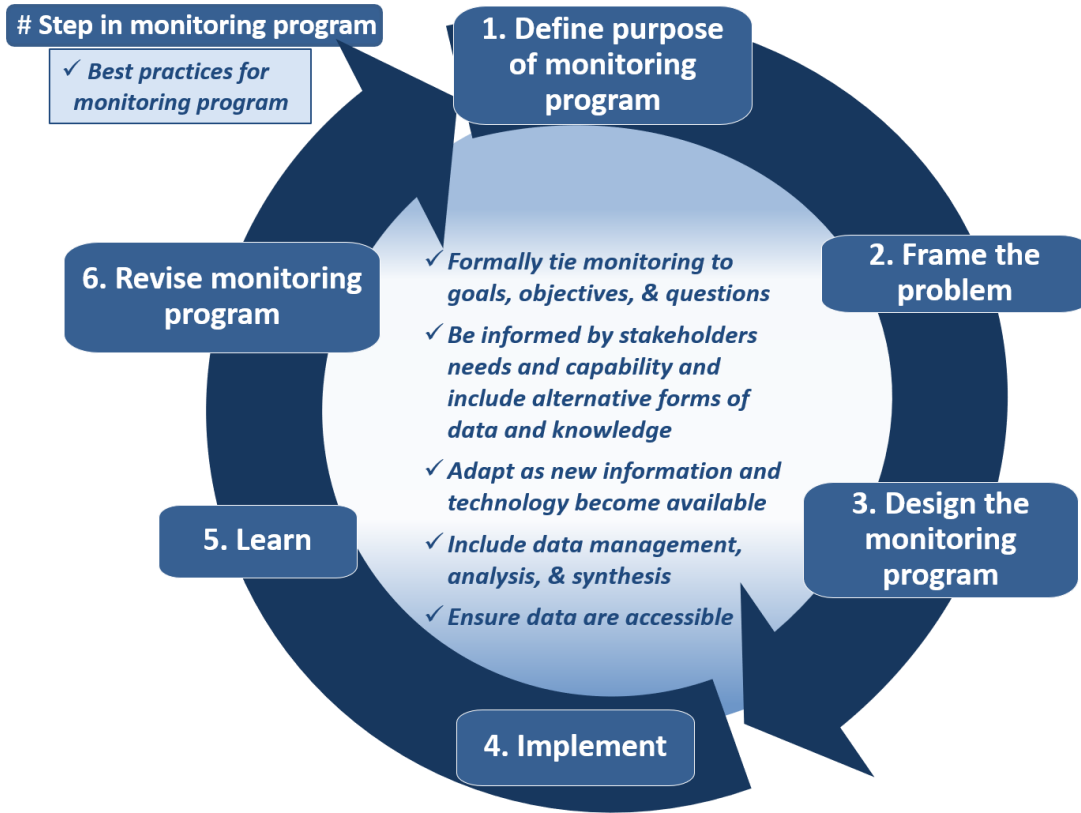 # Step in monitoring program
✓ Best practices for
monitoring program
1. Define purpose
of monitoring
program
2. Frame the
problem
3. Design the
monitoring
program
4. Implement
5. Learn
6. Revise monitoring
program
✓ Formally tie monitoring to
goals, objectives, & questions
✓ Be informed by stakeholders
needs and capability and
include alternative forms of
data and knowledge
✓ Adapt as new information and
technology become available
✓ Include data management,
analysis, & synthesis
✓ Ensure data are accessible